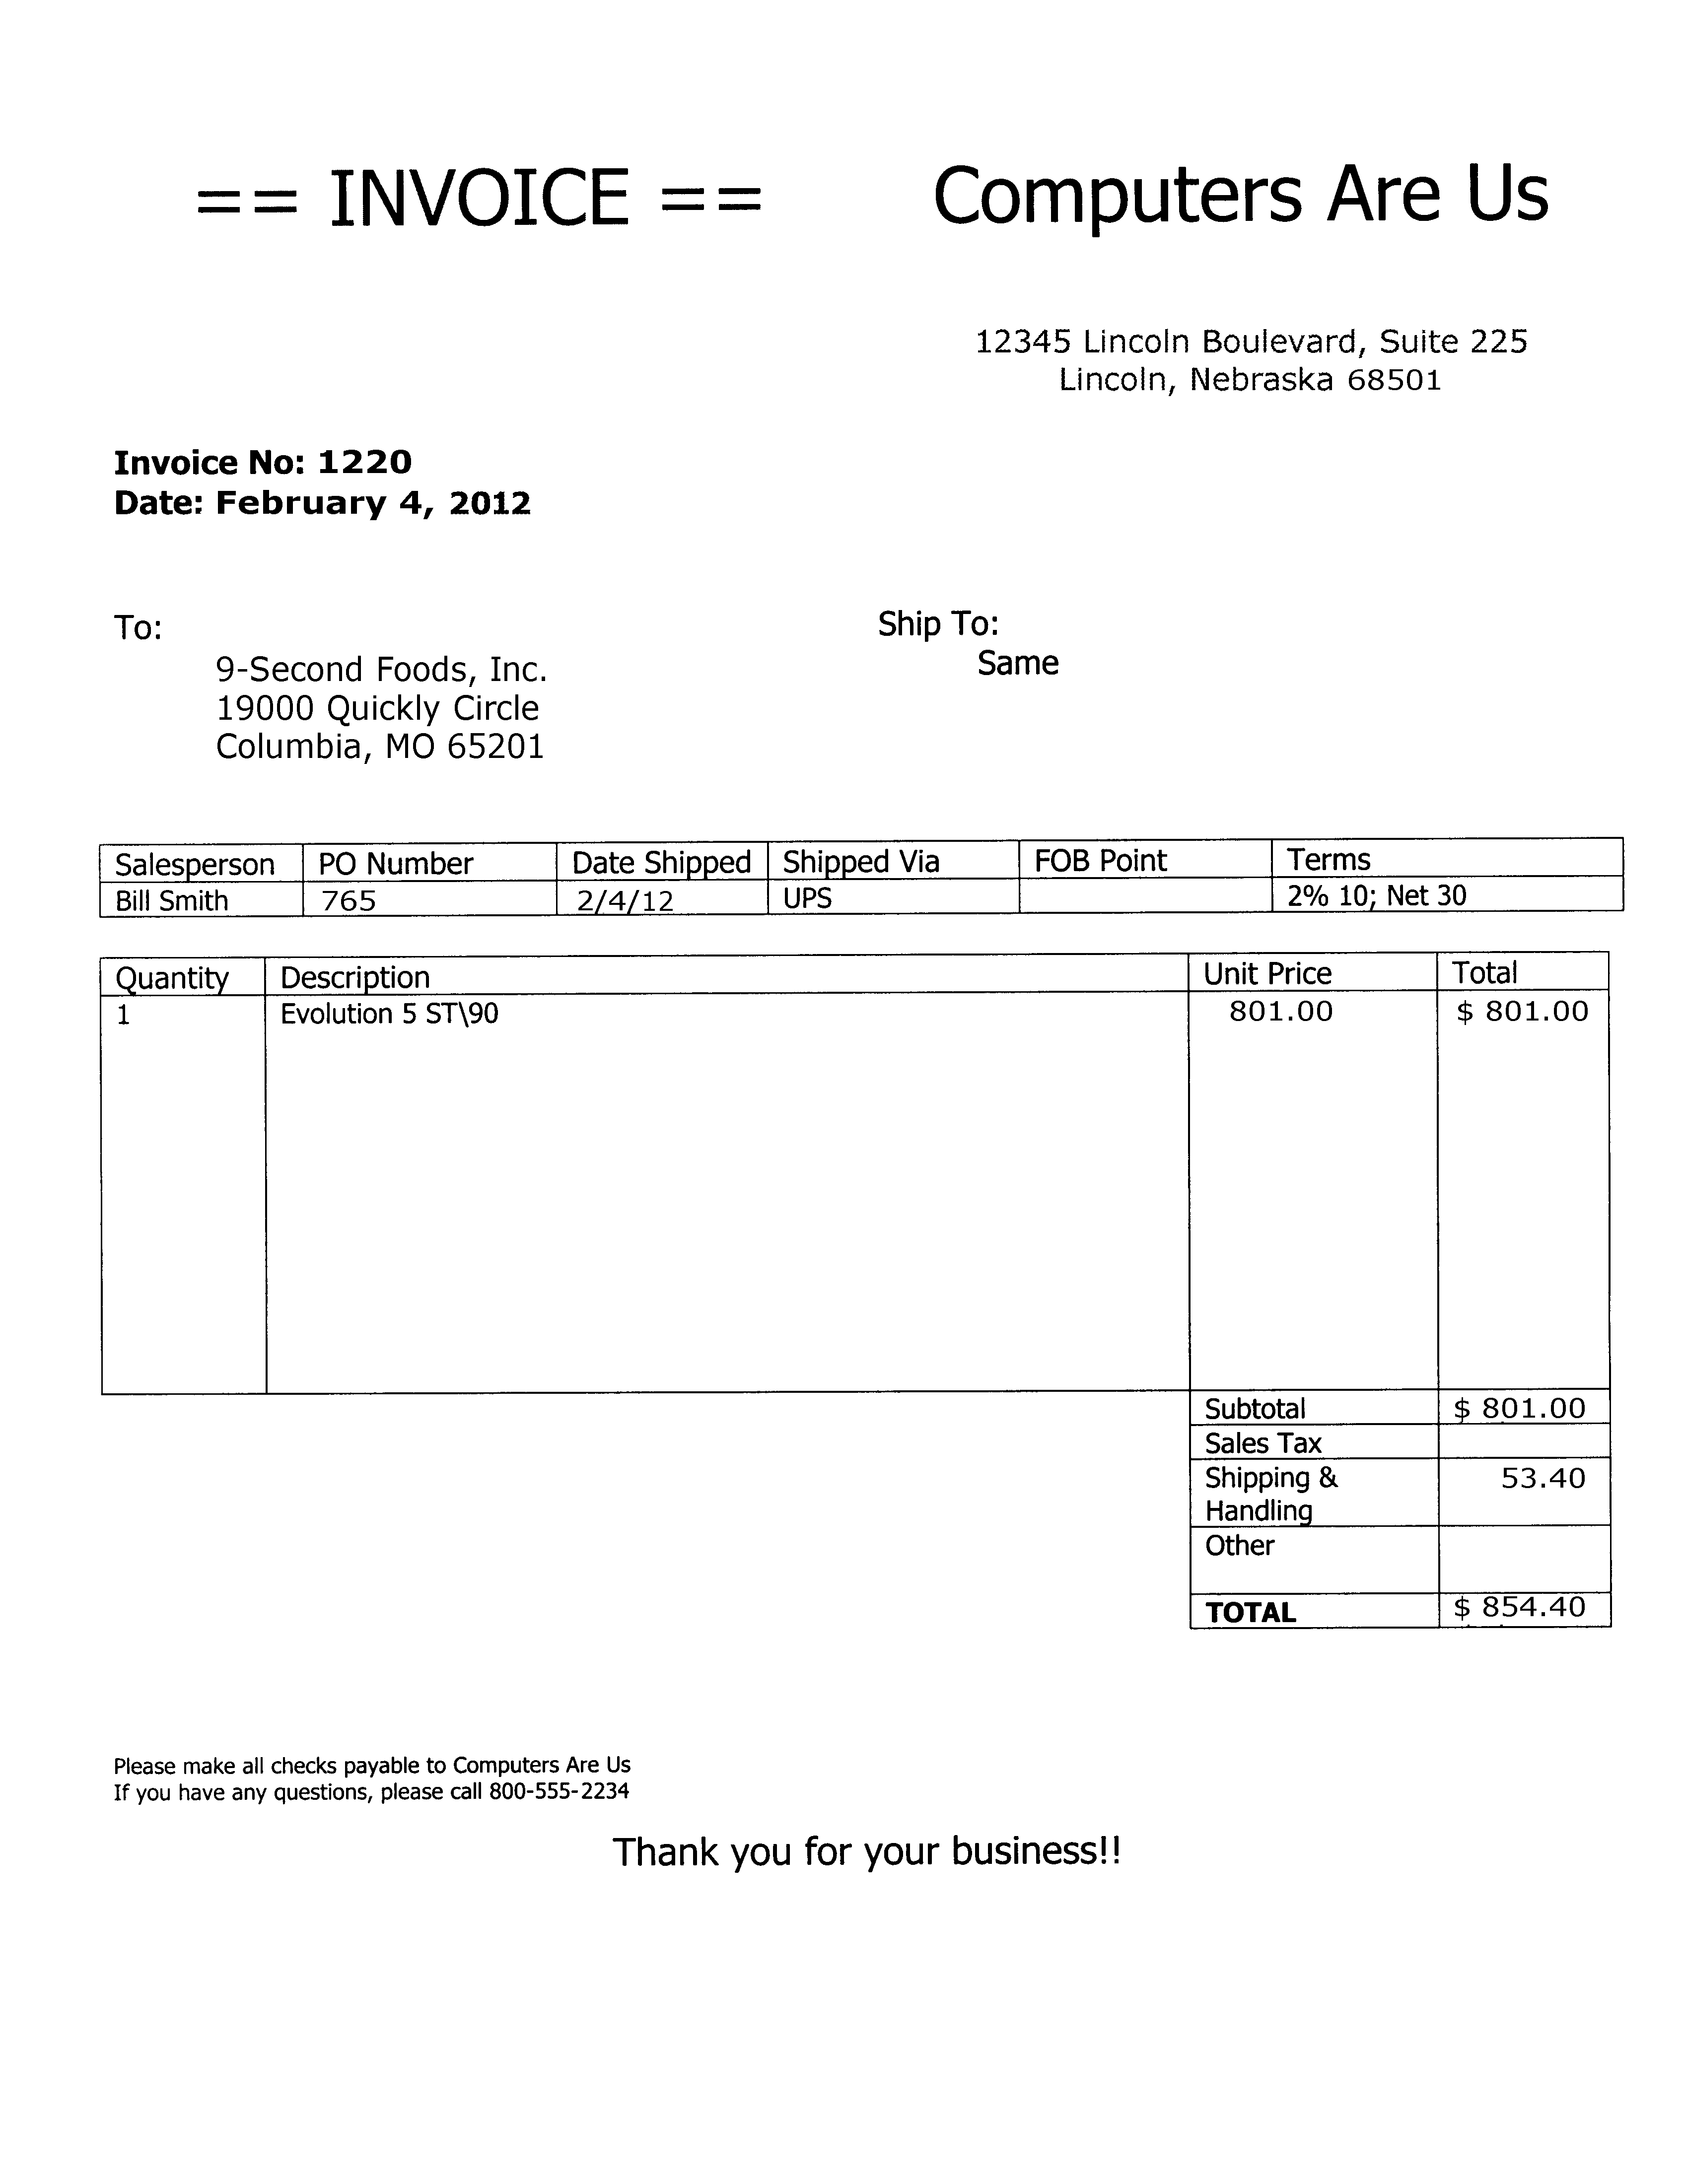 == INVOICE ==
Computers Are Us
12345 Lincoln Boulevard, Suite 225
Lincoln, Nebraska 68501
Invoice No: 1220
Date: February 4, 2012
To:
9-Second Foods, Inc.
19000 Quickly Circle
Columbia, MO 65201
Ship To:
Same
Salesperson PO Number Date Shipped Shipped Via FOB Point Terms
Bill Smith 765 2/4/12 UPS 2% 10; Net 30
Quantity Description Unit Price Total
1 Evolution 5 ST\90 801.00 $ 801.00
Subtotal $ 801.00
Sales Tax
Shipping & 53.40
Handling
Other
TOTAL $ 854.40
Please make all checks payable to Computers Are Us
If you have any questions, please call 800-555-2234
Thank you for your business!!